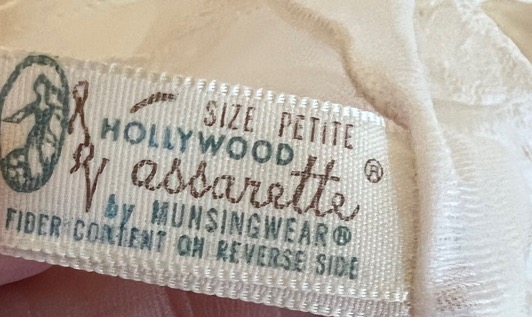 SIZE PETITE
HOLLYWOOD
Vassarette ®
by MUNSINGWEAR®
FIBER CONTENT ON REVERSE SIDE